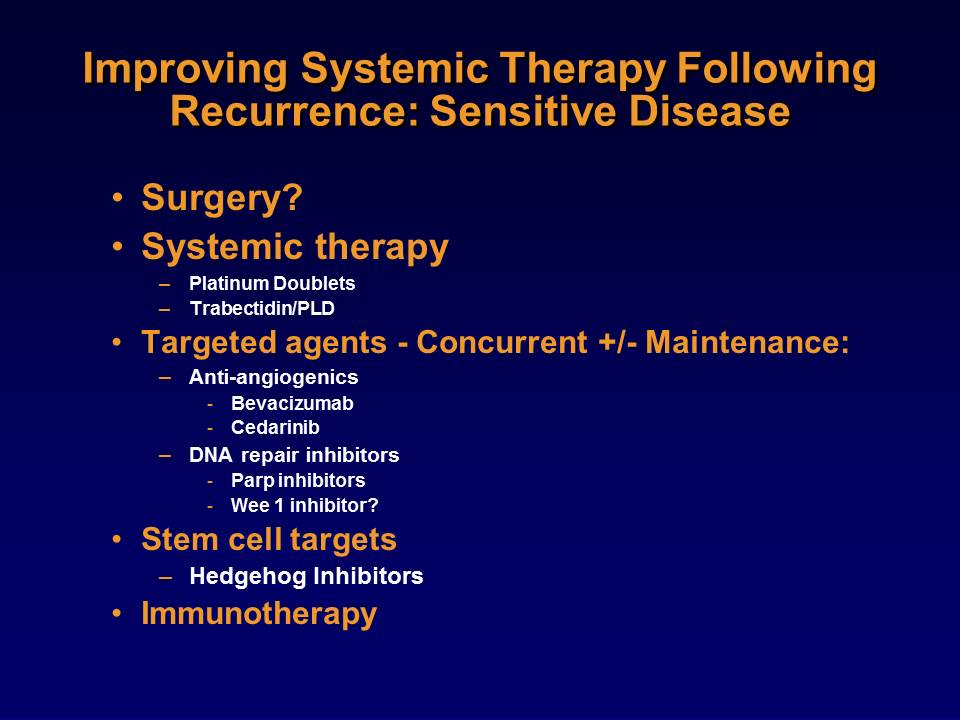 Improving Systemic Therapy Following
Recurrence: Sensitive Disease
• Surgery?
• Systemic therapy
– Platinum Doublets
– Trabectidin/PLD
• Targeted agents - Concurrent +/- Maintenance:
– Anti-angiogenics
- Bevacizumab
- Cedarinib
– DNA repair inhibitors
- Parp inhibitors
- Wee 1 inhibitor?
• Stem cell targets
– Hedgehog Inhibitors
• Immunotherapy